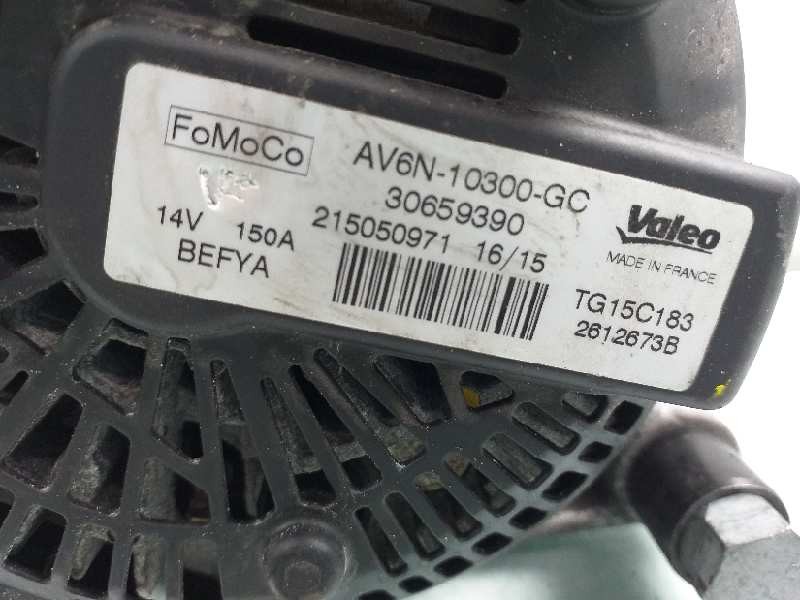 FoMoCo
AV6N-10300-GC
30659390
14V 150A 215050971 16/15
BEFYA
Valeo
MADE IN FRANCE
TG15C183
2612673B